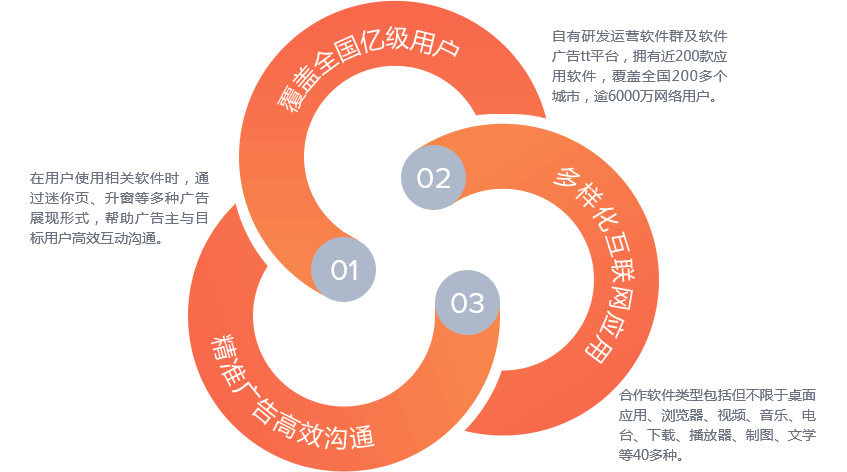 覆盖全国亿级用户
自有研发运营软件群及软件
广告tt平台，拥有近200款应
用软件，覆盖全国200多个
城市，逾6000万网络用户。
01
02
多样化互联网应用
在用户使用相关软件时，通
过迷你页、升窗等多种广告
展现形式，帮助广告主与目
标用户高效互动沟通。
03
精准广告高效沟通
合作软件类型包括但不限于桌面
应用、浏览器、视频、音乐、电
台、下载、播放器、制图、文学
等40多种。